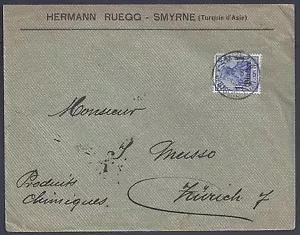 HERMANN RUEGG - SMYRNE (Turquie d'Asie)
Monsieur
J. Musso
Produits
Chimiques.
Zürich 7